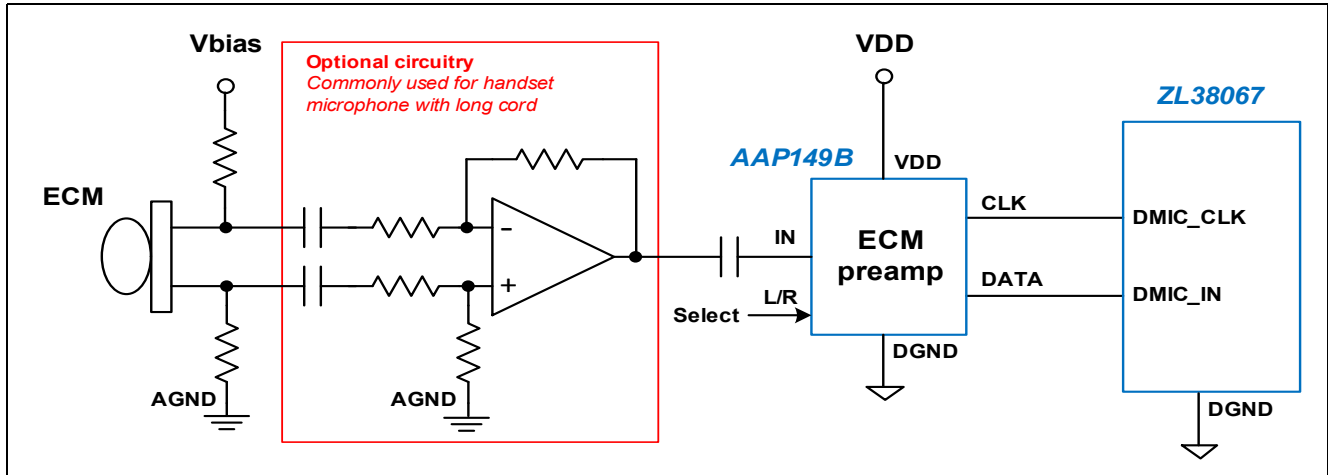 Vbias
Optional circuitry
Commonly used for handset
microphone with long cord
VDD
ZL38067
AAP149B
VDD
ECM
CLK
DMIC_CLK
-
IN
ECM
preamp
+
DATA
DMIC_IN
L/R
Select
DGND
AGND
AGND
DGND